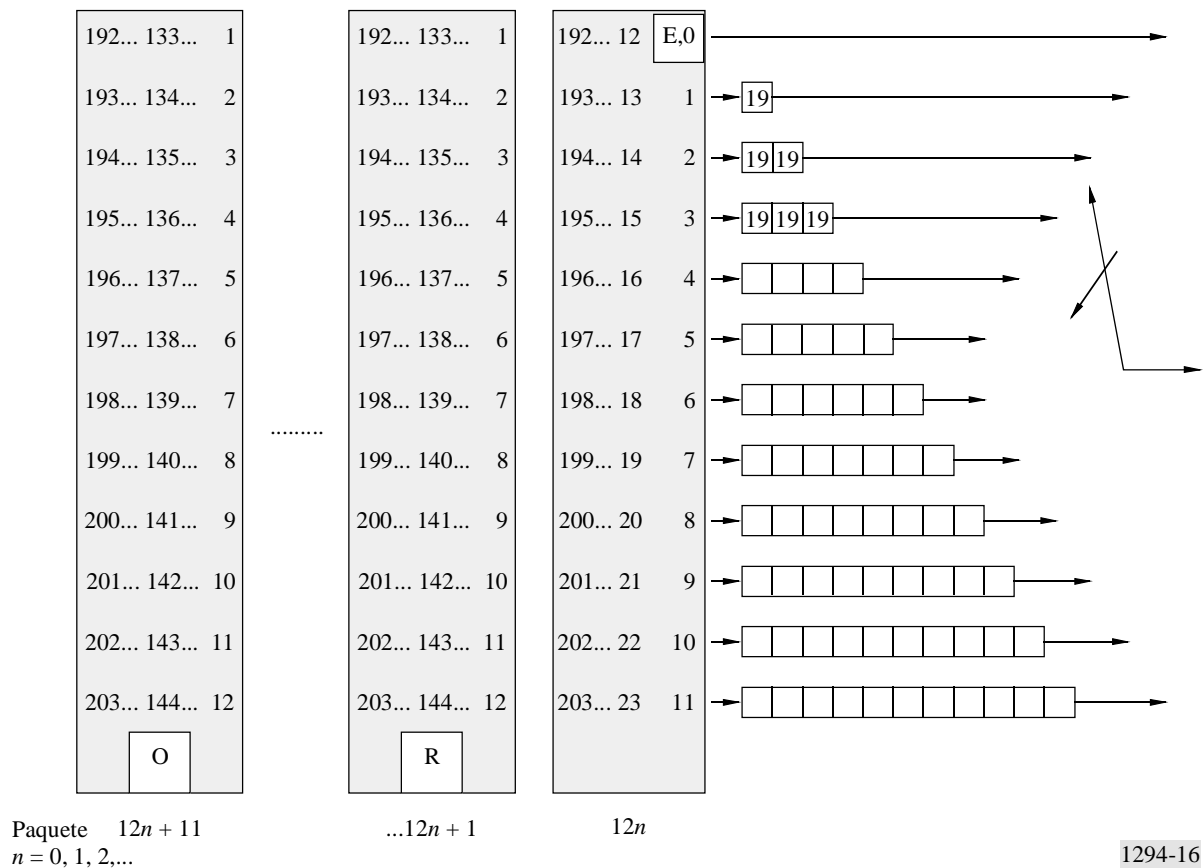 192... 133... 1 192... 133... 1 192... 12 E,0
193... 134... 2 193... 134... 2 193... 13 1 19
194... 135... 3 194... 135... 3 194... 14 2 19 19
195... 136... 4 195... 136... 4 195... 15 3 19 19 19
196... 137... 5 196... 137... 5 196... 16 4
197... 138... 6 197... 138... 6 197... 17 5
198... 139... 7 198... 139... 7 198... 18 6
.........
199... 140... 8 199... 140... 8 199... 19 7
200... 141... 9 200... 141... 9 200... 20 8
201... 142... 10 201... 142... 10 201... 21 9
202... 143... 11 202... 143... 11 202... 22 10
203... 144... 12 203... 144... 12 203... 23 11
O R
Paquete 12n + 11 ...12n + 1 12n
n = 0, 1, 2,...
1294-16